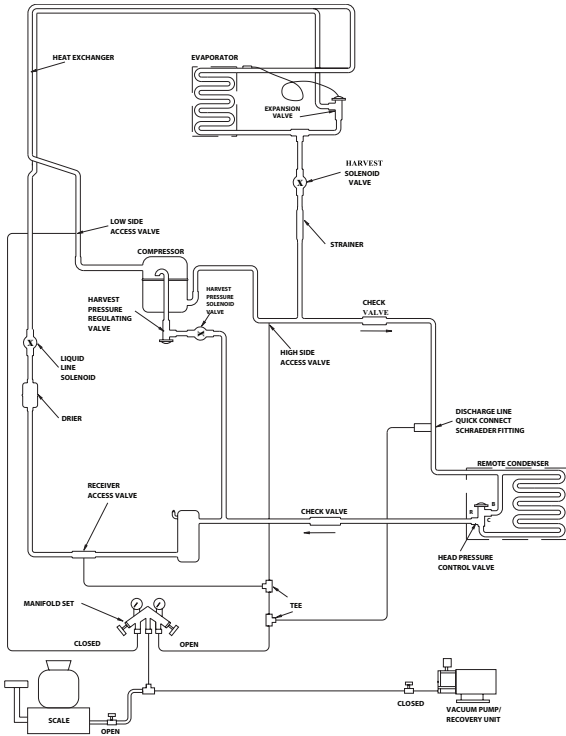 HEAT EXCHANGER
EVAPORATOR
EXPANSION
VALVE
HARVEST
SOLENOID
VALVE
X
LOW SIDE
ACCESS VALVE
STRAINER
COMPRESSOR
HARVEST
PRESSURE
SOLENOID
VALVE
HARVEST
PRESSURE
REGULATING
VALVE
CHECK
VALVE
X
X
LIQUID
LINE
SOLENOID
HIGH SIDE
ACCESS VALVE
DRIER
DISCHARGE LINE
QUICK CONNECT
SCHRAEDER FITTING
REMOTE CONDENSER
RECEIVER
ACCESS VALVE
CHECK VALVE
B
R
C
HEAD PRESSURE
CONTROL VALVE
MANIFOLD SET
TEE
CLOSED
OPEN
SCALE
OPEN
CLOSED
VACUUM PUMP/
RECOVERY UNIT